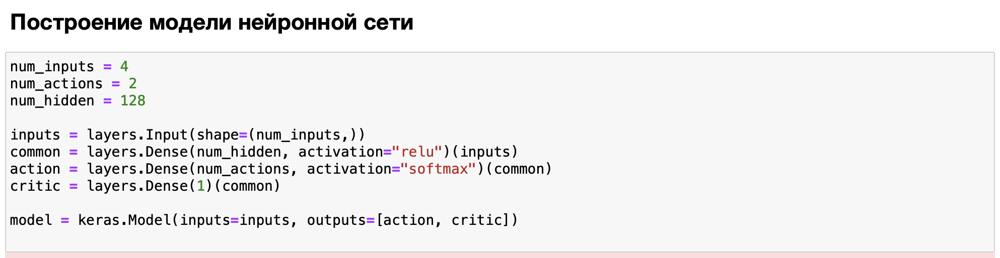 Построение модели нейронной сети
num_inputs = 4
num_actions = 2
num_hidden = 128
inputs = layers.Input(shape=(num_inputs,))
common = layers.Dense(num_hidden, activation="relu")(inputs)
action = layers.Dense(num_actions, activation="softmax")(common)
critic = layers.Dense(1)(common)
model = keras.Model(inputs=inputs, outputs=[action, critic])